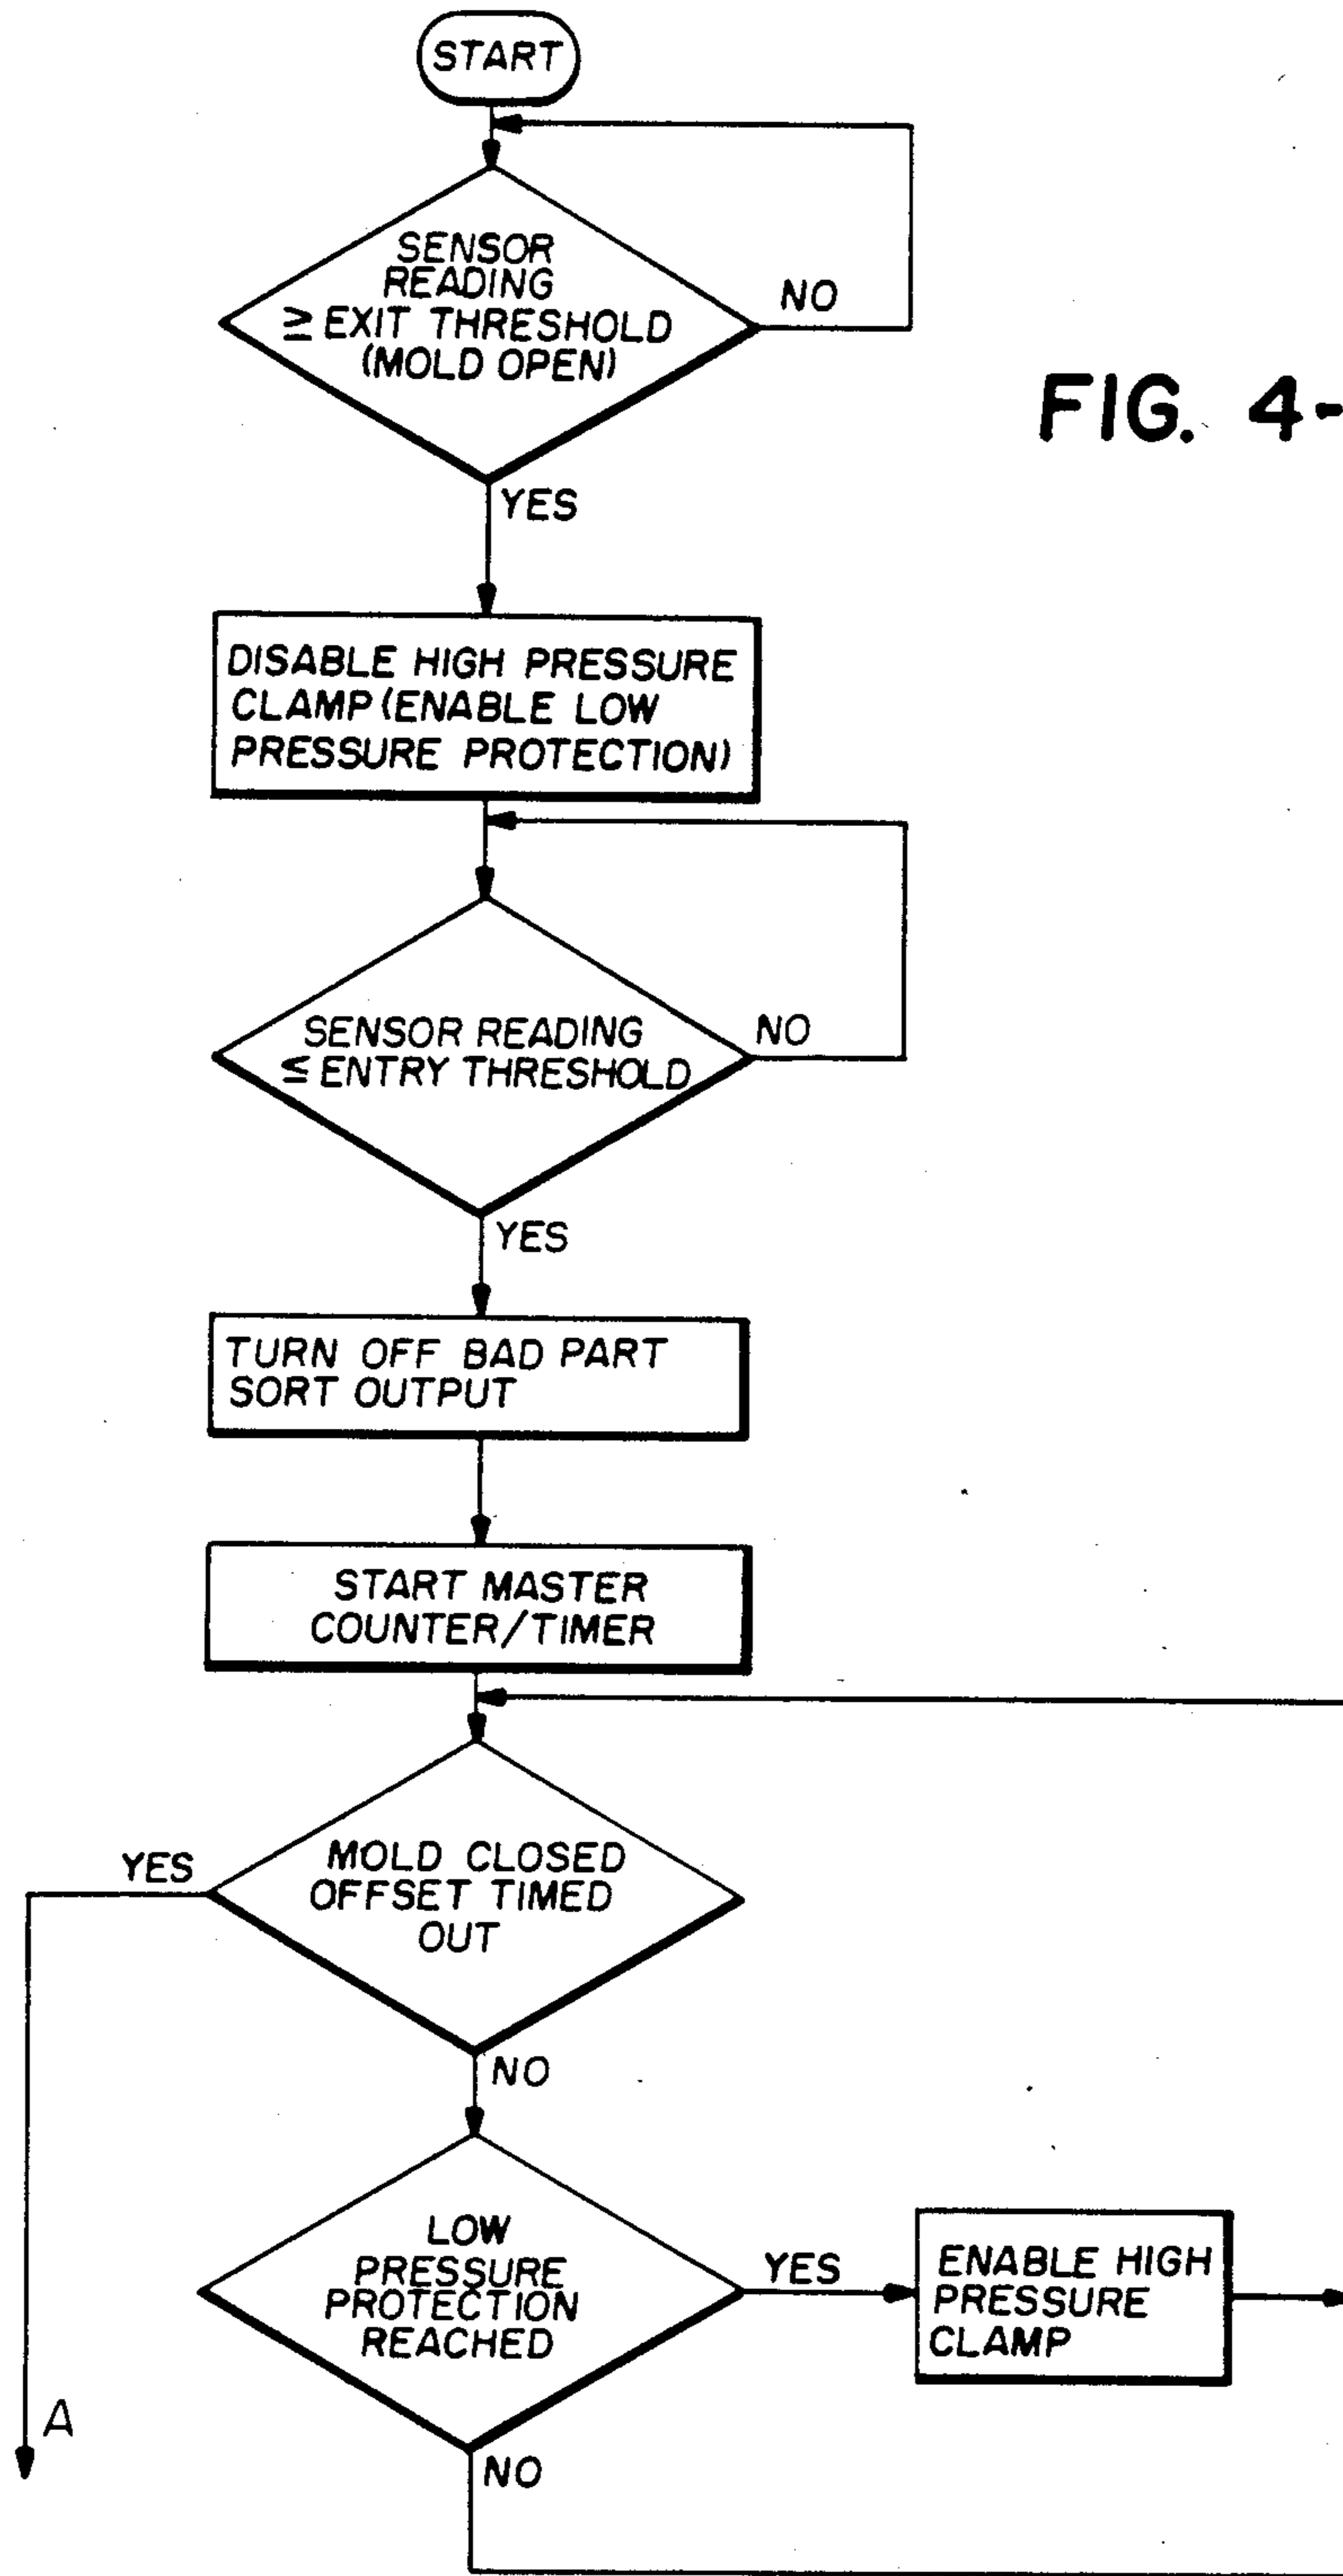 START
SENSOR
READING
≥ EXIT THRESHOLD
(MOLD OPEN)
NO
FIG. 4-
YES
DISABLE HIGH PRESSURE
CLAMP (ENABLE LOW
PRESSURE PROTECTION)
SENSOR READING
≤ ENTRY THRESHOLD
NO
YES
TURN OFF BAD PART
SORT OUTPUT
START MASTER
COUNTER/TIMER
YES
MOLD CLOSED
OFFSET TIMED
OUT
NO
LOW
PRESSURE
PROTECTION
REACHED
YES
ENABLE HIGH
PRESSURE
CLAMP
A
NO